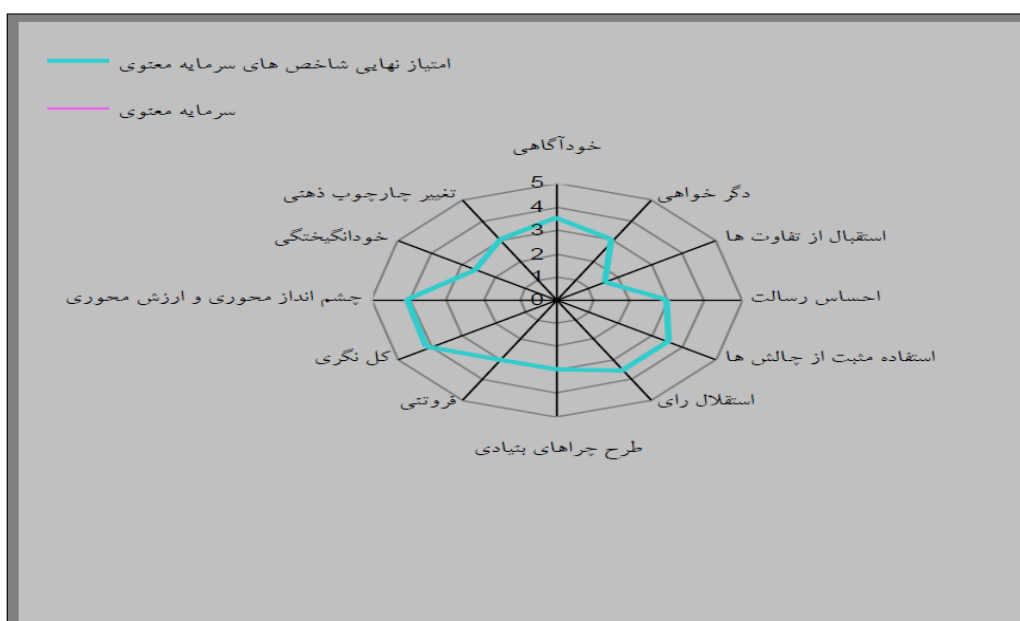 امتیاز نهایی شاخص های سرمایه معنوی
سرمایه معنوی
خودآگاهی
دگر خواهی
تغییر چارچوب ذهنی
استقبال از تفاوت ها
خودانگیختگی
احساس رسالت
چشم انداز محوری و ارزش محوری
استفاده مثبت از چالش ها
کل نگری
استقلال رای
فروتنی
طرح چراهای بنیادی
5
4
3
2
1
0